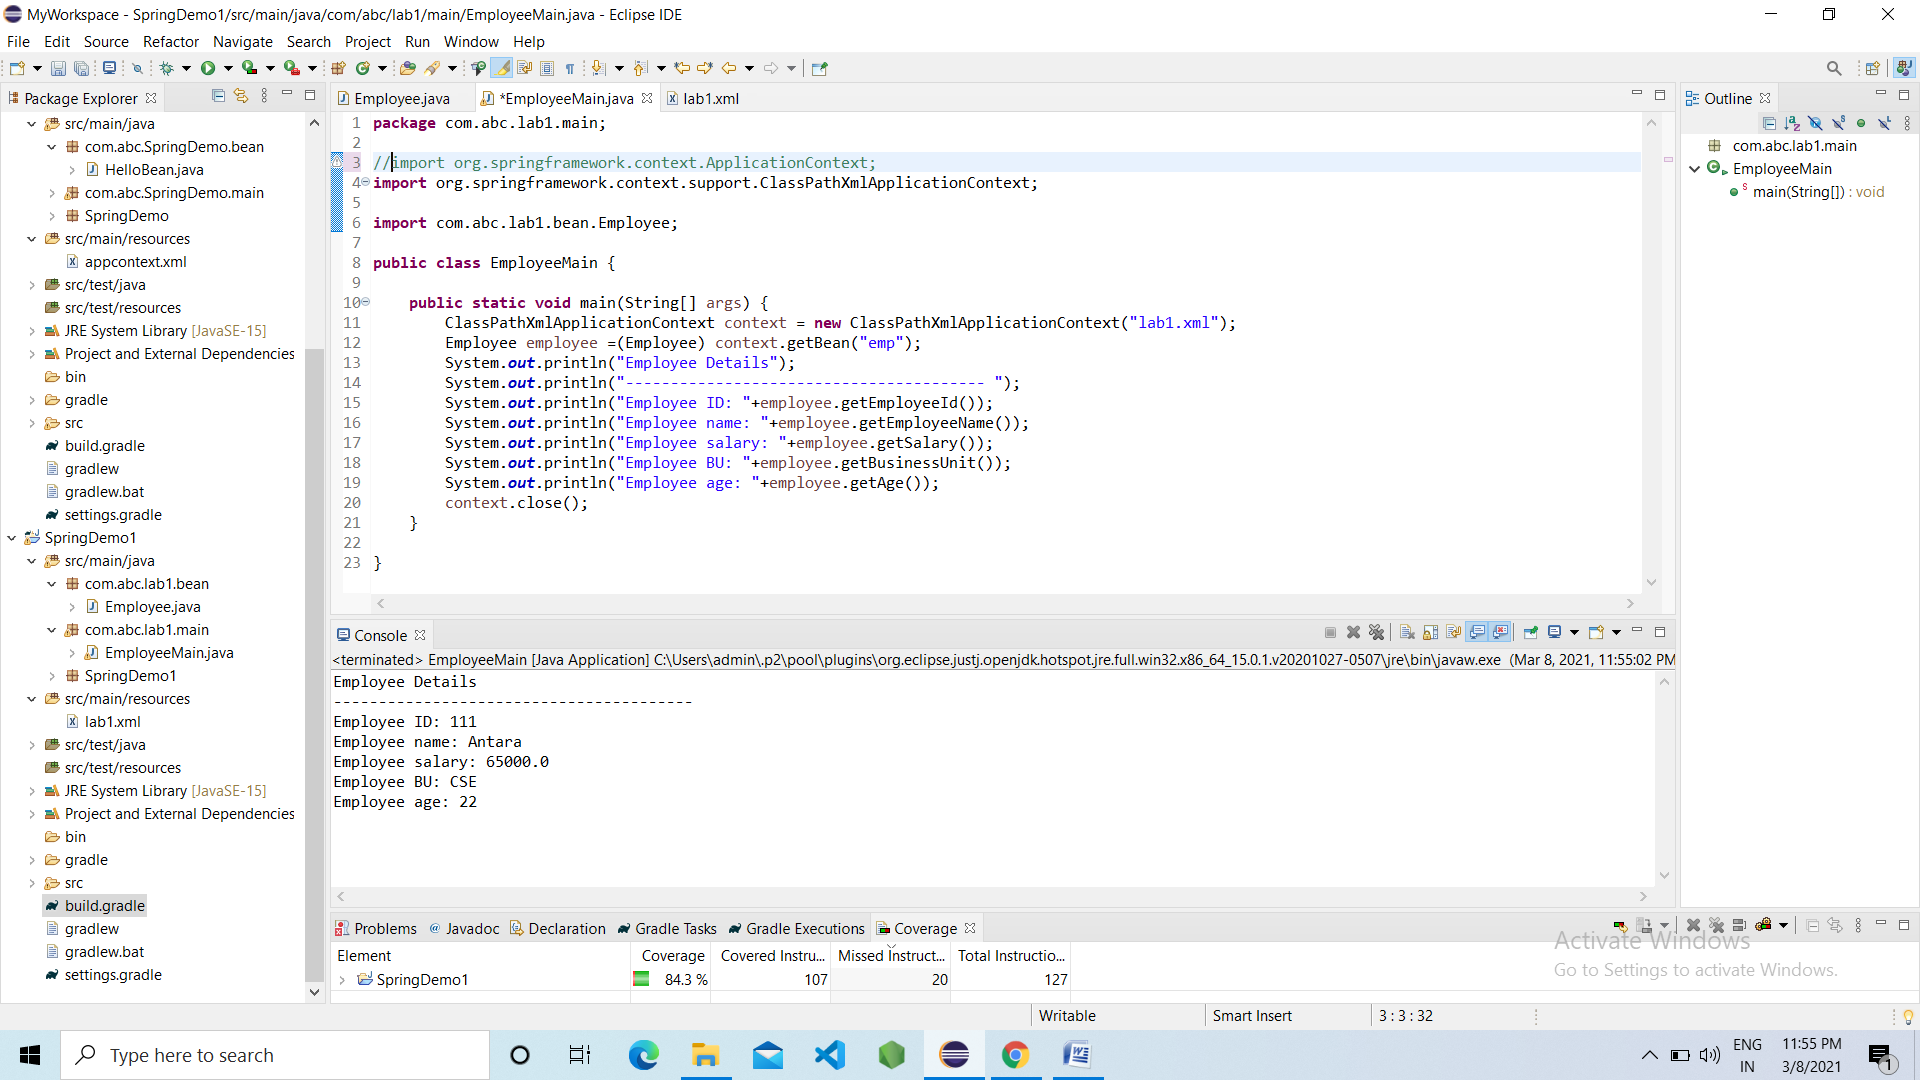 MyWorkspace - SpringDemo1/src/main/java/com/abc/lab1/main/EmployeeMain.java - Eclipse IDE
File Edit Source Refactor Navigate Search Project Run Window Help
Package Explorer
src/main/java
com.abc.SpringDemo.bean
HelloBean.java
com.abc.SpringDemo.main
SpringDemo
src/main/resources
appcontext.xml
src/test/java
src/test/resources
JRE System Library [JavaSE-15]
Project and External Dependencies
bin
gradle
src
build.gradle
gradlew
gradlew.bat
settings.gradle
SpringDemo1
src/main/java
com.abc.lab1.bean
Employee.java
com.abc.lab1.main
EmployeeMain.java
SpringDemo1
src/main/resources
lab1.xml
src/test/java
src/test/resources
JRE System Library [JavaSE-15]
Project and External Dependencies
bin
gradle
src
build.gradle
gradlew
gradlew.bat
settings.gradle
Employee.java *EmployeeMain.java lab1.xml
1 package com.abc.lab1.main;
2
3 //import org.springframework.context.ApplicationContext;
4 import org.springframework.context.support.ClassPathXmlApplicationContext;
5
6 import com.abc.lab1.bean.Employee;
7
8 public class EmployeeMain {
9
10 public static void main(String[] args) {
11 ClassPathXmlApplicationContext context = new ClassPathXmlApplicationContext("lab1.xml");
12 Employee employee =(Employee) context.getBean("emp");
13 System.out.println("Employee Details");
14 System.out.println("---------------------------------------- ");
15 System.out.println("Employee ID: "+employee.getEmployeeId());
16 System.out.println("Employee name: "+employee.getEmployeeName());
17 System.out.println("Employee salary: "+employee.getSalary());
18 System.out.println("Employee BU: "+employee.getBusinessUnit());
19 System.out.println("Employee age: "+employee.getAge());
20 context.close();
21 }
22
23 }
Outline
com.abc.lab1.main
EmployeeMain
main(String[]) : void
Console
<terminated> EmployeeMain [Java Application] C:\Users\admin\.p2\pool\plugins\org.eclipse.justj.openjdk.hotspot.jre.full.win32.x86_64_15.0.1.v20201027-0507\jre\bin\javaw.exe (Mar 8, 2021, 11:55:02 PM
Employee Details
----------------------------------------
Employee ID: 111
Employee name: Antara
Employee salary: 65000.0
Employee BU: CSE
Employee age: 22
Problems @ Javadoc Declaration Gradle Tasks Gradle Executions Coverage
Element Coverage Covered Instru... Missed Instruct... Total Instructio...
SpringDemo1 84.3 % 107 20 127
Activate Windows
Go to Settings to activate Windows.
Writable Smart Insert 3 : 3 : 32
Type here to search
ENG
IN
11:55 PM
3/8/2021
1